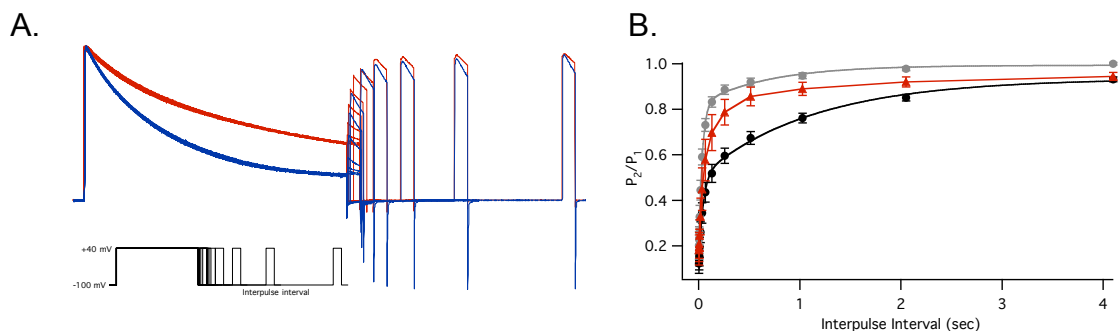 A.
+40 mV
-100 mV
Interpulse interval
B.
P2/P1
1.0
0.8
0.6
0.4
0.2
0 1 2 3 4
Interpulse Interval (sec)